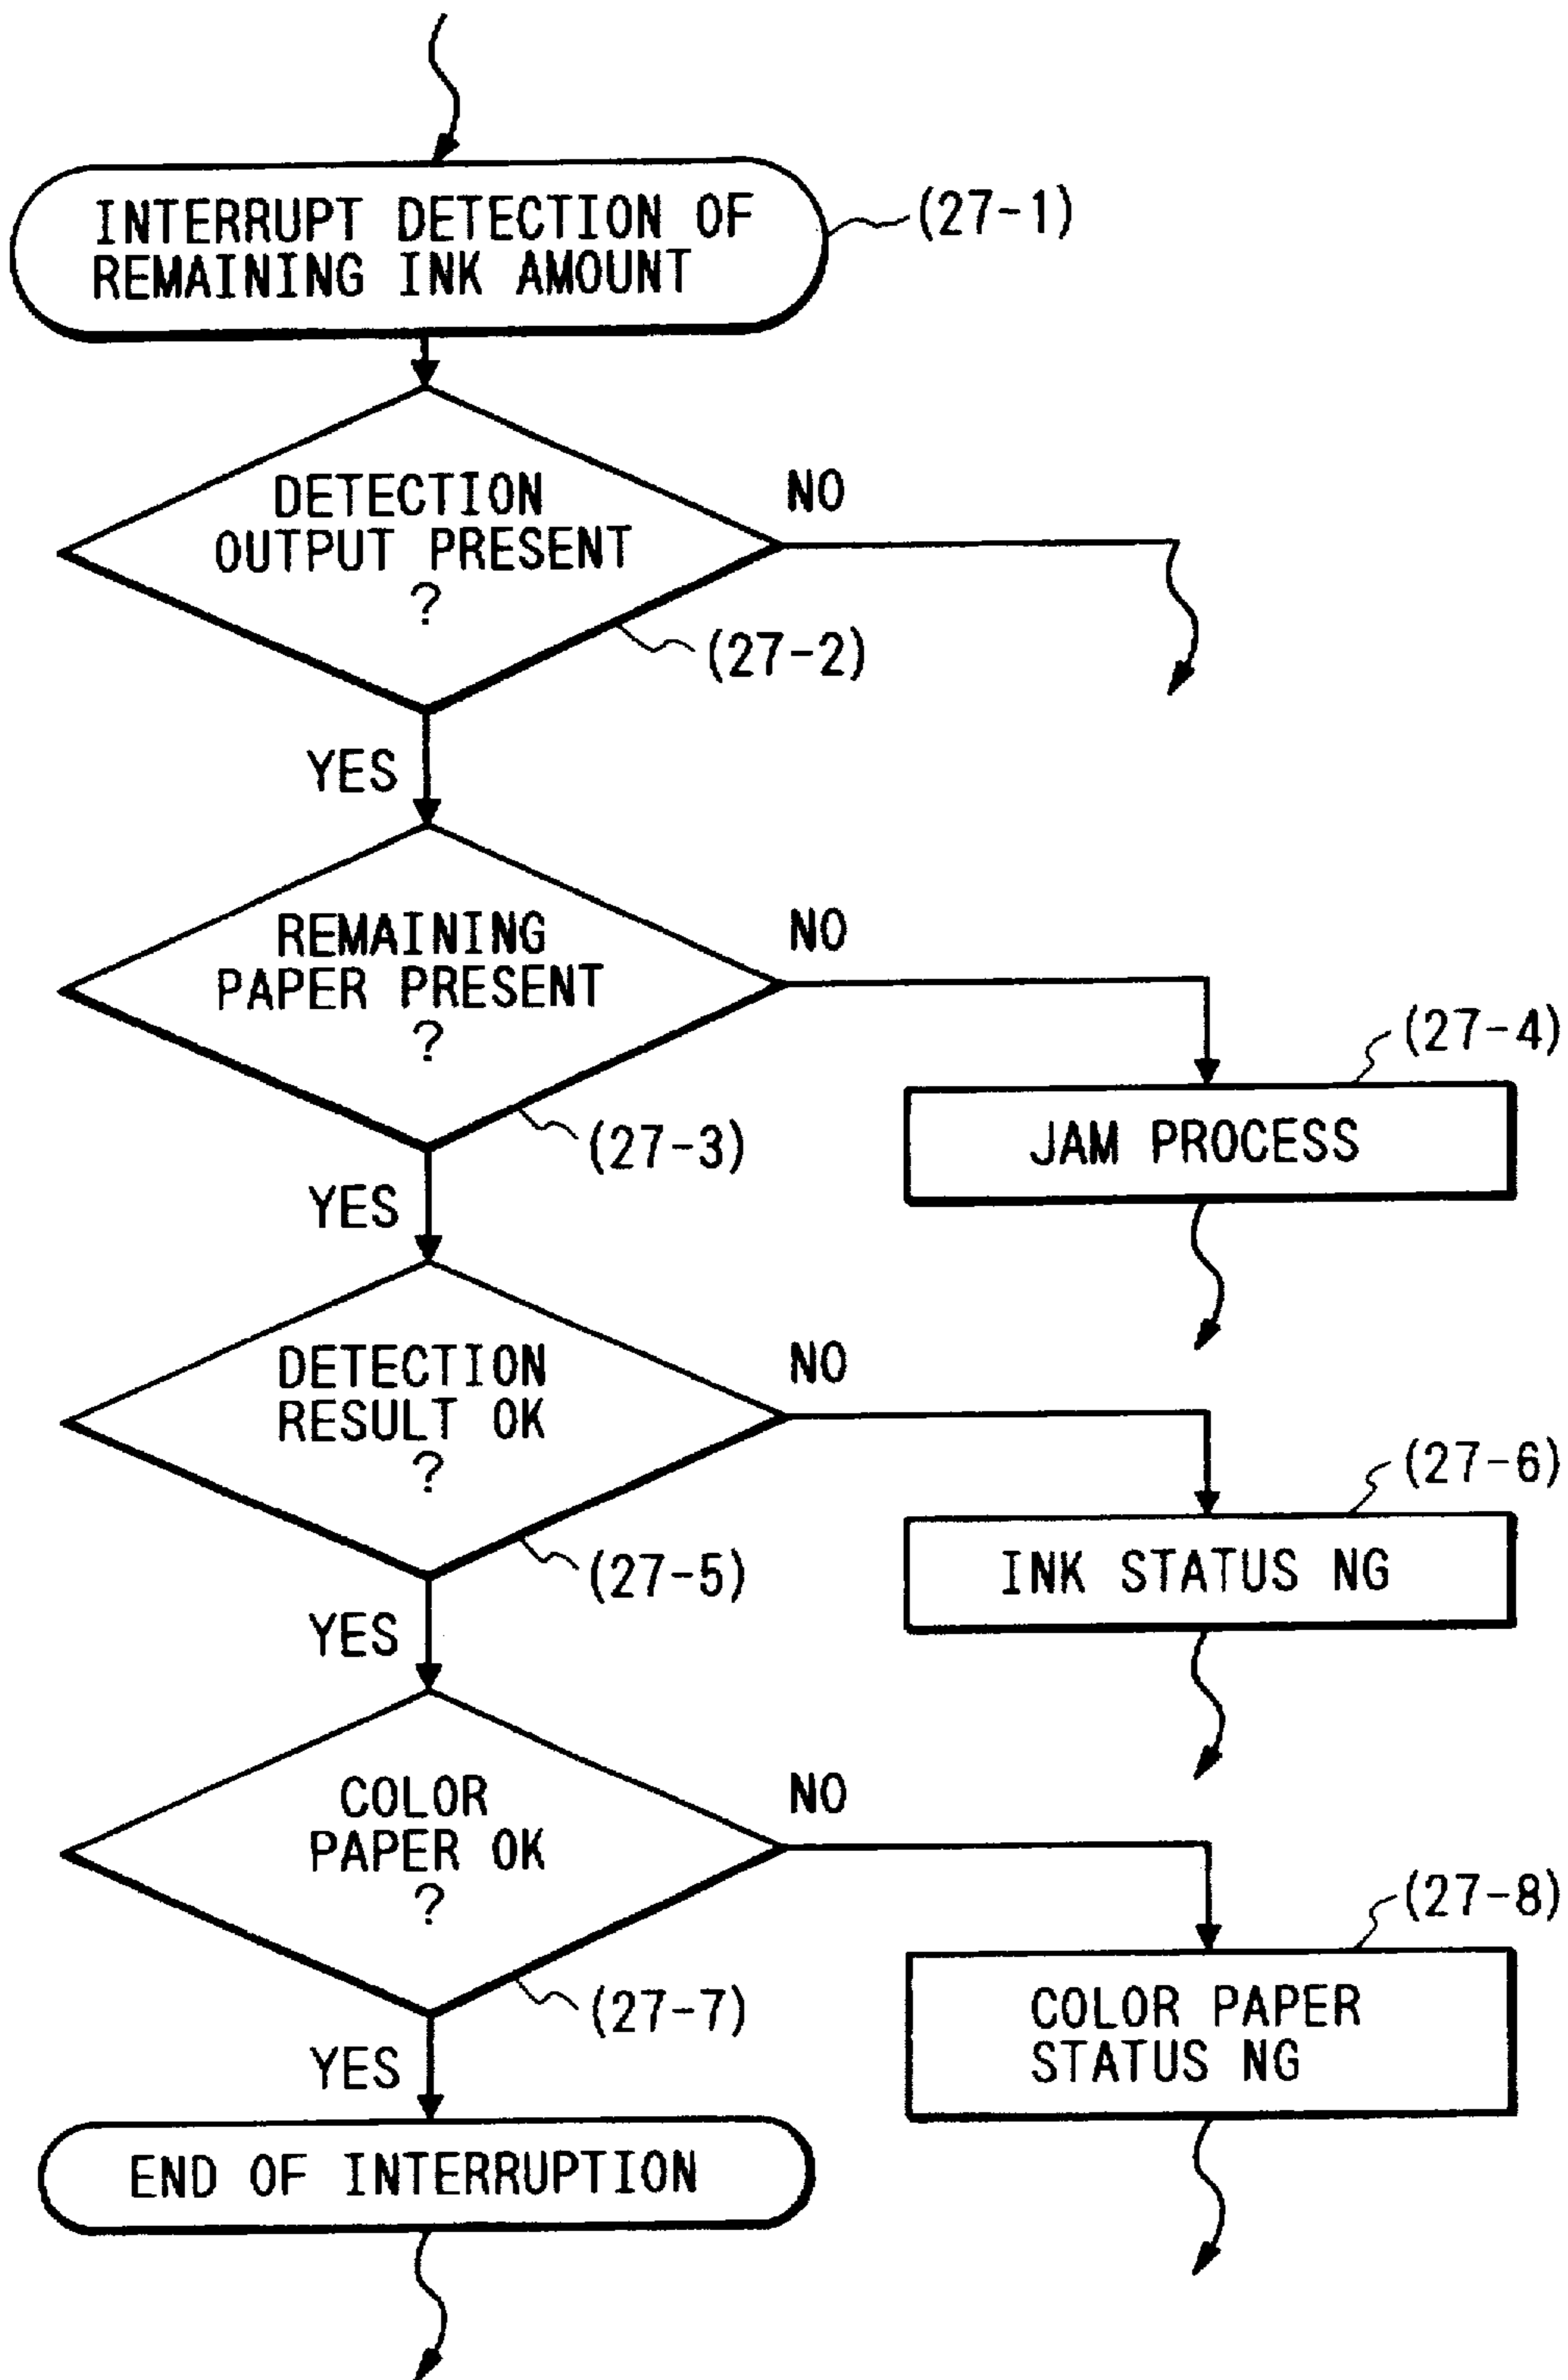 INTERRUPT DETECTION OF
REMAINING INK AMOUNT
(27-1)
DETECTION
OUTPUT PRESENT
?
NO
(27-2)
YES
REMAINING
PAPER PRESENT
?
NO
(27-3)
(27-4)
JAM PROCESS
YES
DETECTION
RESULT OK
?
NO
(27-5)
(27-6)
INK STATUS NG
YES
COLOR
PAPER OK
?
NO
(27-7)
(27-8)
COLOR PAPER
STATUS NG
YES
END OF INTERRUPTION